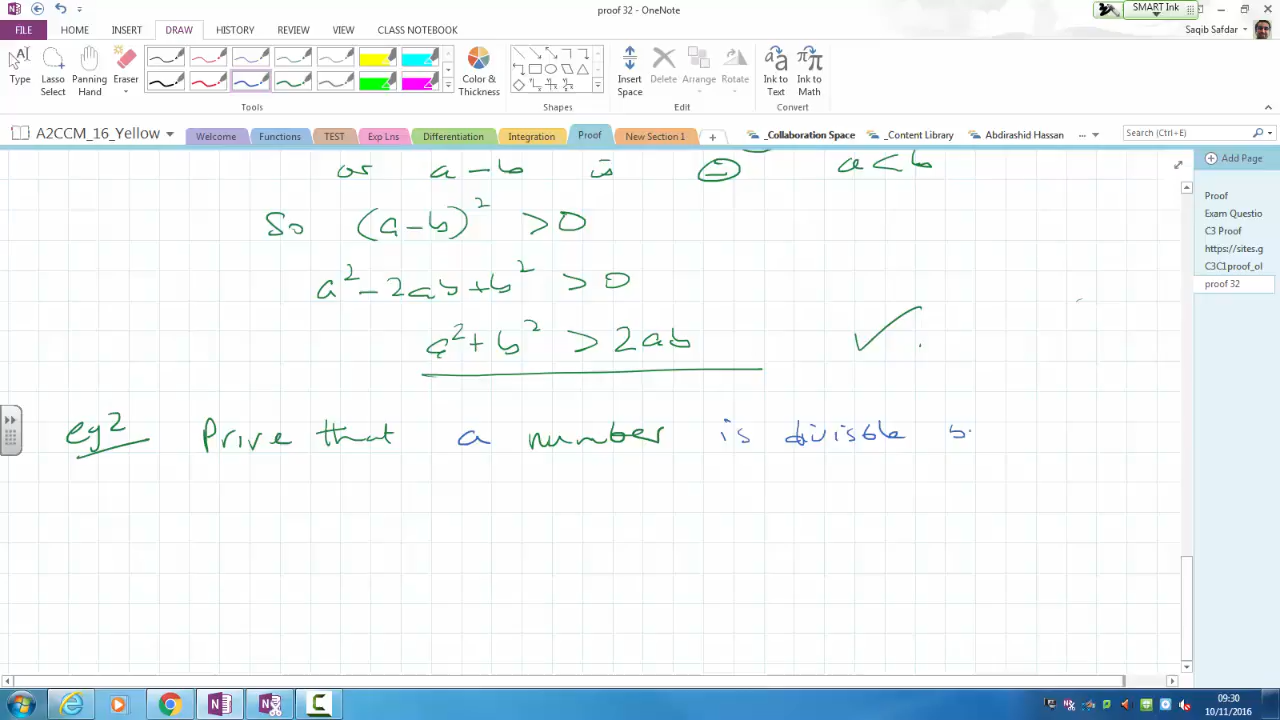 proof 32 - OneNote
SMART Ink
FILE HOME INSERT DRAW HISTORY REVIEW VIEW CLASS NOTEBOOK
Saqib Safdar
Type
Lasso Select
Panning Hand
Eraser
Color & Thickness
Insert Space
Delete
Arrange
Rotate
Ink to Text
Ink to Math
Tools
Shapes
Edit
Convert
A2CCM_16_Yellow
Welcome Functions TEST Exp Lns Differentiation Integration Proof New Section 1
_Collaboration Space _Content Library Abdirashid Hassan ...
Search (Ctrl+E)
Add Page
Proof
Exam Questio
C3 Proof
https://sites.g
C3C1proof_ol
proof 32
or a - b is - a < b
So (a-b)² > 0
a² - 2ab + b² > 0
a² + b² > 2ab ✓
eg2 Prive that a number is divisble b
09:30
10/11/2016